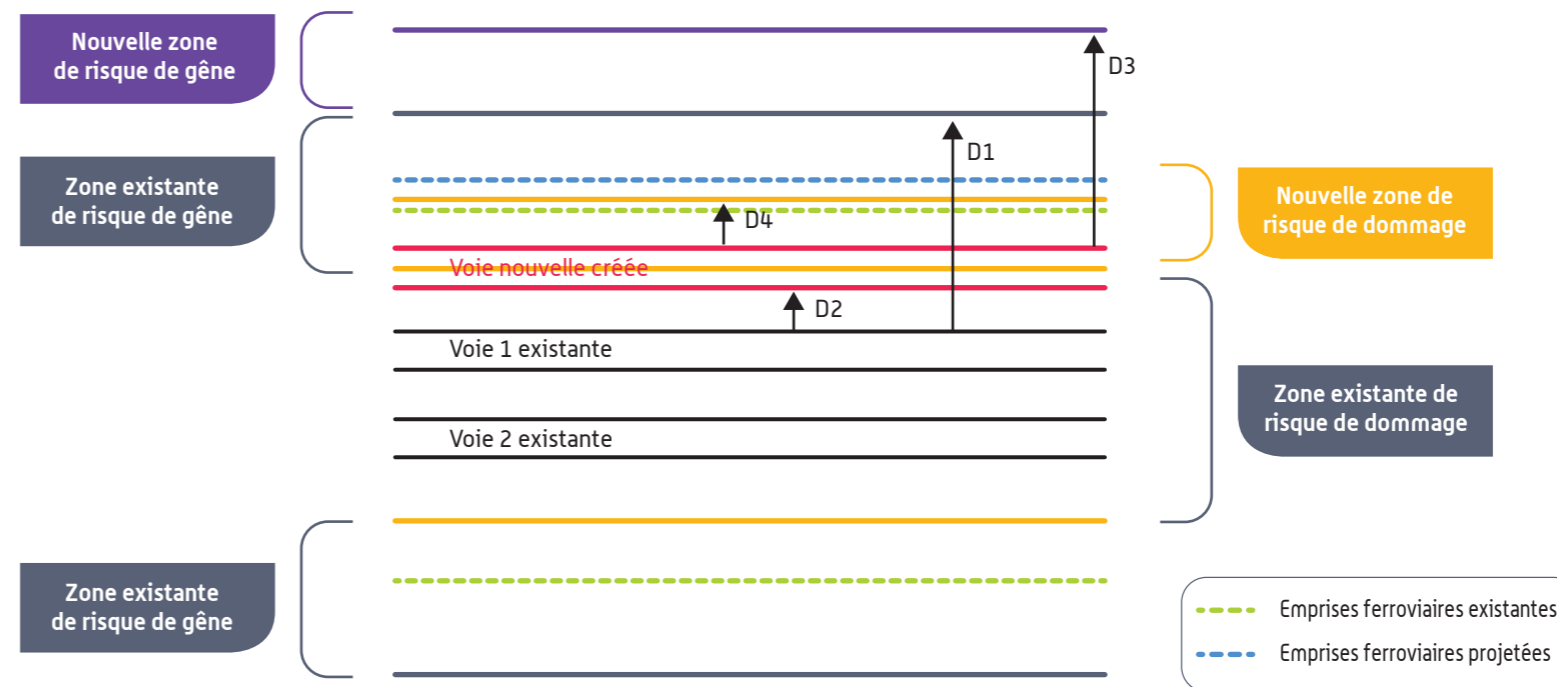 Nouvelle zone
de risque de gêne
D3
Zone existante
de risque de gêne
D1
Nouvelle zone de
risque de dommage
D4
Voie nouvelle créée
D2
Voie 1 existante
Zone existante de
risque de dommage
Voie 2 existante
Zone existante
de risque de gêne
Emprises ferroviaires existantes
Emprises ferroviaires projetées